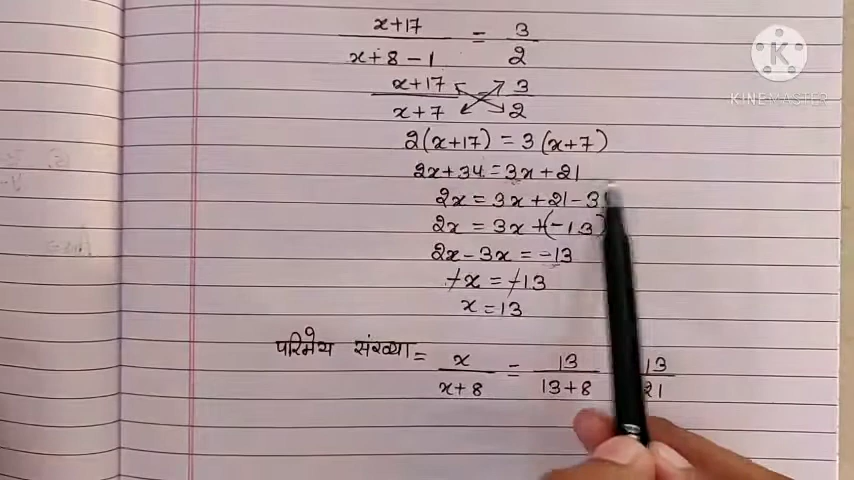 x+17 / x+8-1 = 3/2
x+17 / x+7 = 3/2
2(x+17) = 3(x+7)
2x+34 = 3x+21
2x = 3x+21-3
2x = 3x+(-13)
2x-3x = -13
-x = -13
x = 13
परिमेय संख्या = x / x+8 = 13 / 13+8 13 / 21
KINEMASTER